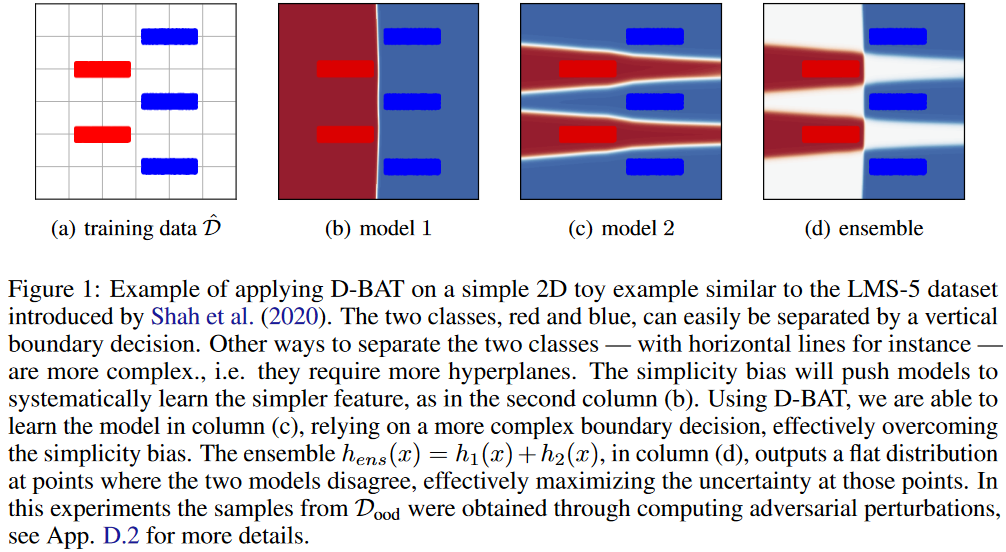 (a) training data $\hat{\mathcal{D}}$ (b) model 1 (c) model 2 (d) ensemble
Figure 1: Example of applying D-BAT on a simple 2D toy example similar to the LMS-5 dataset
introduced by Shah et al. (2020). The two classes, red and blue, can easily be separated by a vertical
boundary decision. Other ways to separate the two classes — with horizontal lines for instance —
are more complex., i.e. they require more hyperplanes. The simplicity bias will push models to
systematically learn the simpler feature, as in the second column (b). Using D-BAT, we are able to
learn the model in column (c), relying on a more complex boundary decision, effectively overcoming
the simplicity bias. The ensemble $h_{ens}(x) = h_1(x) + h_2(x)$, in column (d), outputs a flat distribution
at points where the two models disagree, effectively maximizing the uncertainty at those points. In
this experiments the samples from $\mathcal{D}_{\text{ood}}$ were obtained through computing adversarial perturbations,
see App. D.2 for more details.